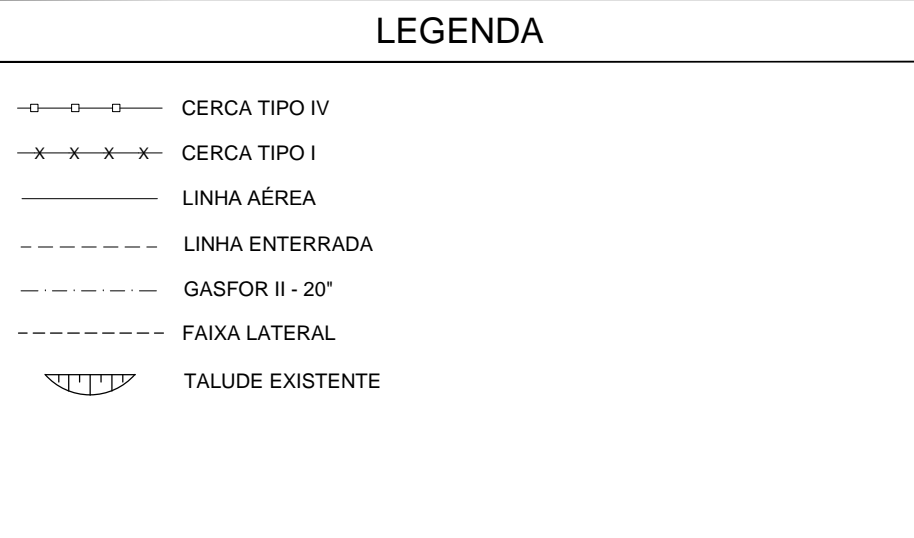 LEGENDA
CERCA TIPO IV
X X X X CERCA TIPO I
LINHA AÉREA
LINHA ENTERRADA
GASFOR II - 20"
FAIXA LATERAL
TALUDE EXISTENTE